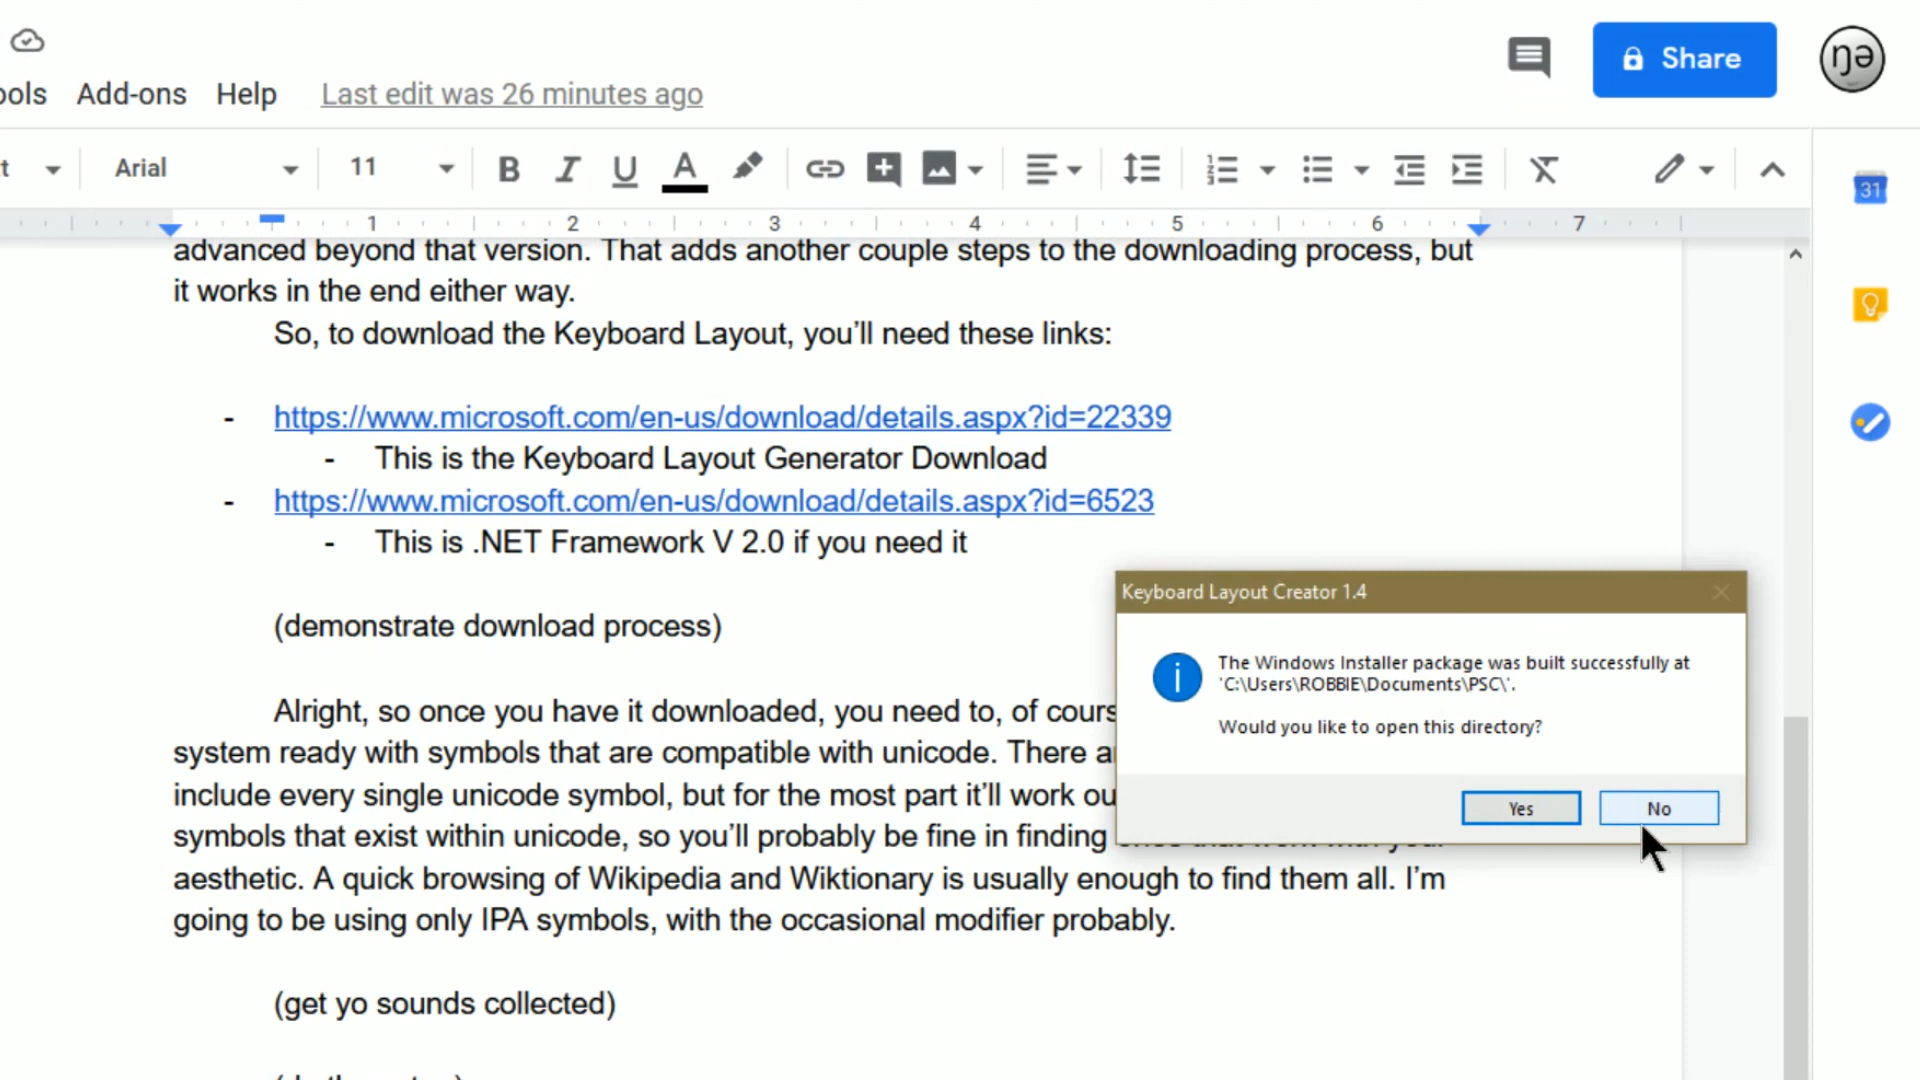 ools Add-ons Help Last edit was 26 minutes ago
Share
ŋə
t Arial 11 B I U A
31
1 2 3 4 5 6 7
advanced beyond that version. That adds another couple steps to the downloading process, but
it works in the end either way.
So, to download the Keyboard Layout, you'll need these links:
- https://www.microsoft.com/en-us/download/details.aspx?id=22339
- This is the Keyboard Layout Generator Download
- https://www.microsoft.com/en-us/download/details.aspx?id=6523
- This is .NET Framework V 2.0 if you need it
(demonstrate download process)
Alright, so once you have it downloaded, you need to, of cours
system ready with symbols that are compatible with unicode. There a
include every single unicode symbol, but for the most part it'll work ou
symbols that exist within unicode, so you'll probably be fine in finding
aesthetic. A quick browsing of Wikipedia and Wiktionary is usually enough to find them all. I'm
going to be using only IPA symbols, with the occasional modifier probably.
(get yo sounds collected)
Keyboard Layout Creator 1.4
The Windows Installer package was built successfully at
'C:\Users\ROBBIE\Documents\PSC\'.
Would you like to open this directory?
Yes No